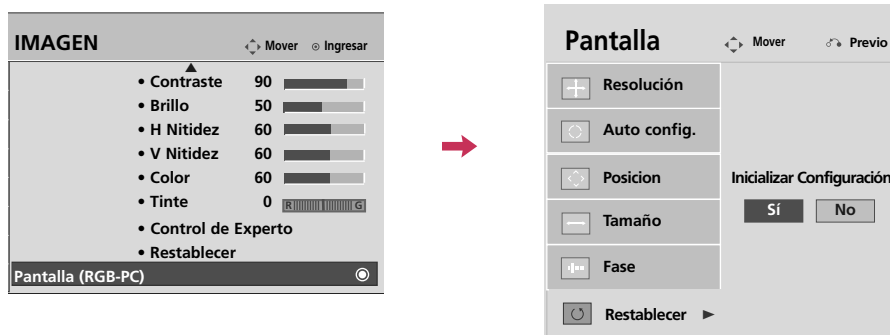 IMAGEN
Mover
Ingresar
• Contraste 90
• Brillo 50
• H Nitidez 60
• V Nitidez 60
• Color 60
• Tinte 0 R G
• Control de Experto
• Restablecer
Pantalla (RGB-PC)
Pantalla
Mover
Previo
Resolución
Auto config.
Posicion
Tamaño
Fase
Restablecer
Inicializar Configuración
Sí No